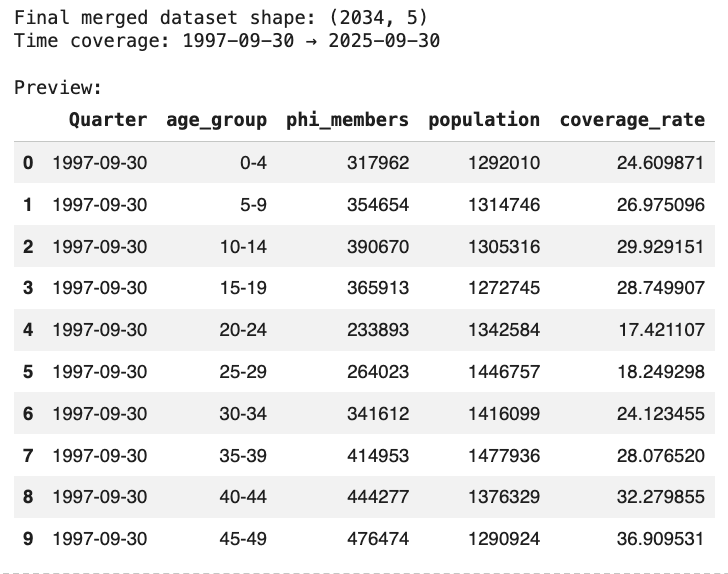 Final merged dataset shape: (2034, 5)
Time coverage: 1997-09-30 → 2025-09-30
Preview:
Quarter age_group phi_members population coverage_rate
0 1997-09-30 0-4 317962 1292010 24.609871
1 1997-09-30 5-9 354654 1314746 26.975096
2 1997-09-30 10-14 390670 1305316 29.929151
3 1997-09-30 15-19 365913 1272745 28.749907
4 1997-09-30 20-24 233893 1342584 17.421107
5 1997-09-30 25-29 264023 1446757 18.249298
6 1997-09-30 30-34 341612 1416099 24.123455
7 1997-09-30 35-39 414953 1477936 28.076520
8 1997-09-30 40-44 444277 1376329 32.279855
9 1997-09-30 45-49 476474 1290924 36.909531